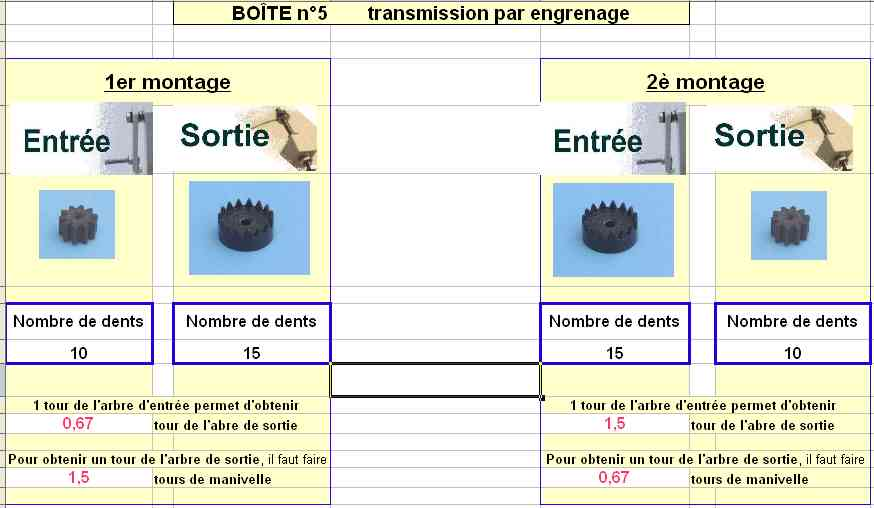 BOÎTE n°5 transmission par engrenage
1er montage
Entrée Sortie
Nombre de dents Nombre de dents
10 15
1 tour de l'arbre d'entrée permet d'obtenir
0,67 tour de l'abre de sortie
Pour obtenir un tour de l'arbre de sortie, il faut faire
1,5 tours de manivelle
2è montage
Entrée Sortie
Nombre de dents Nombre de dents
15 10
1 tour de l'arbre d'entrée permet d'obtenir
1,5 tour de l'arbre de sortie
Pour obtenir un tour de l'arbre de sortie, il faut faire
0,67 tours de manivelle